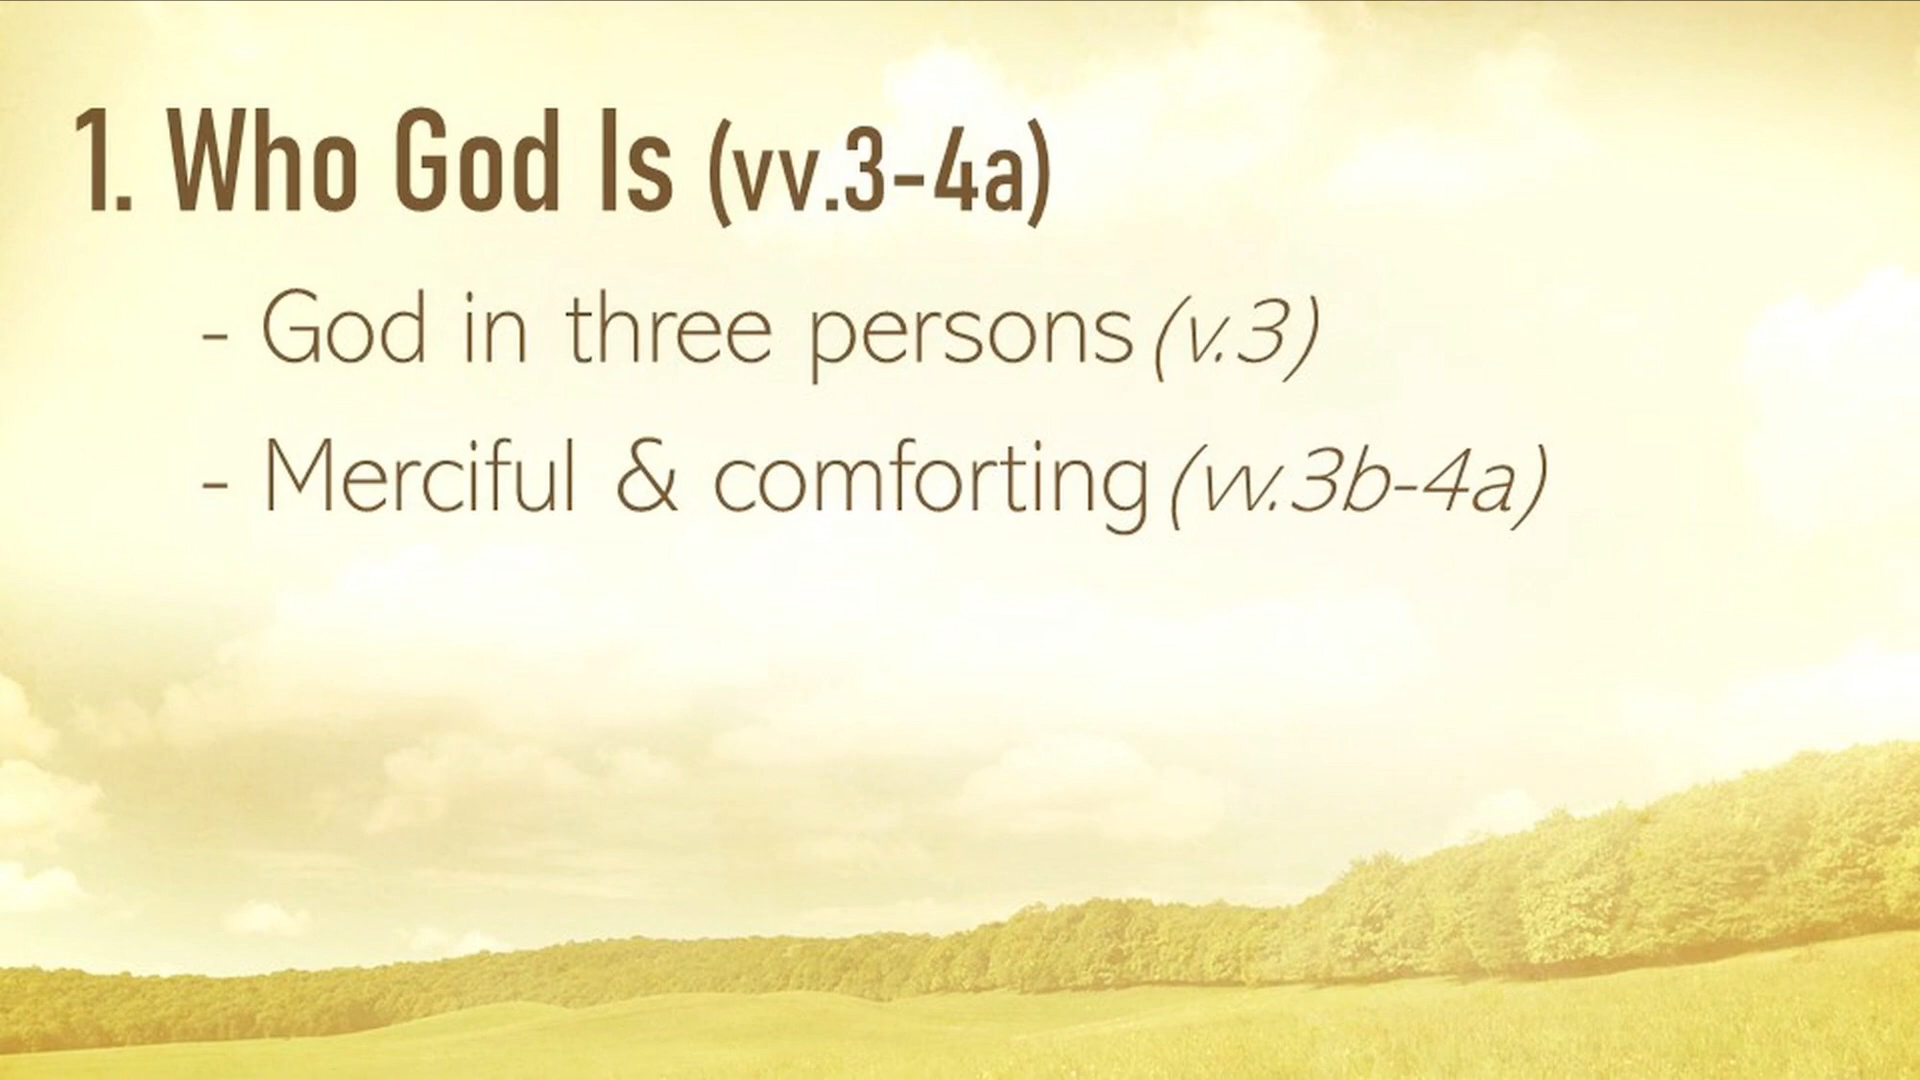 1. Who God Is (vv.3-4a)
- God in three persons (v.3)
- Merciful & comforting (vv.3b-4a)